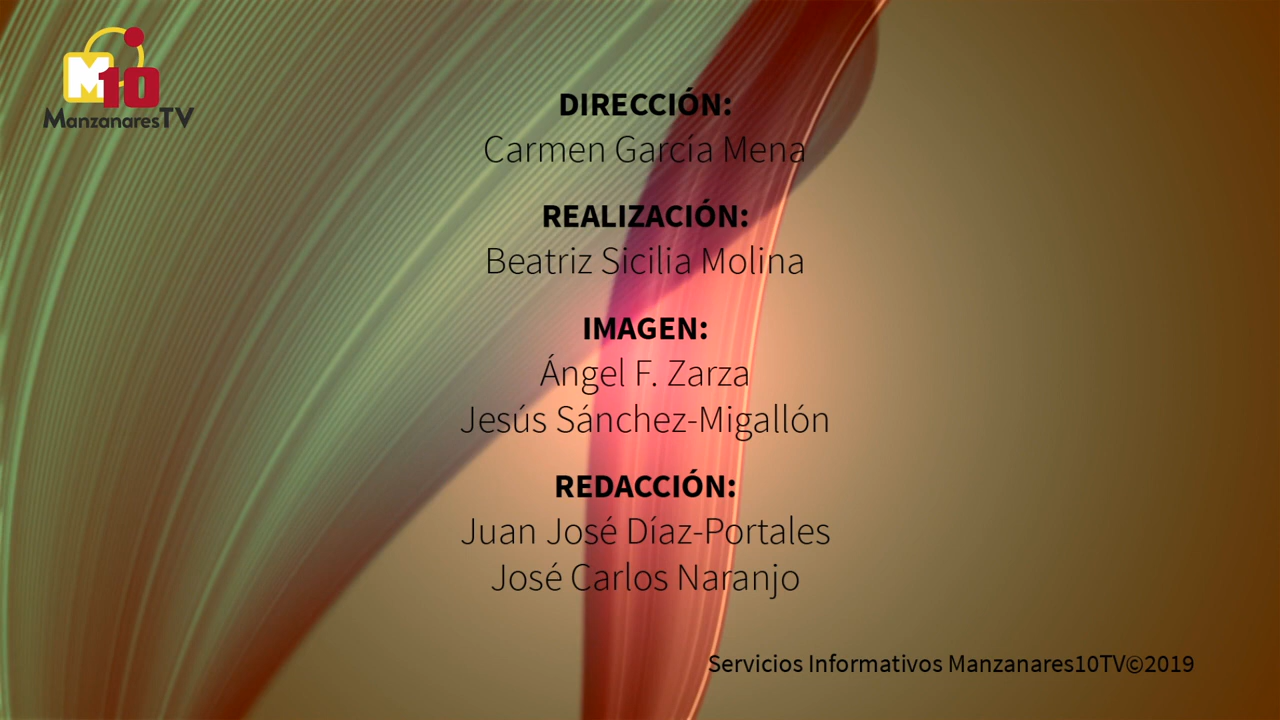 M10
ManzanaresTV
DIRECCIÓN:
Carmen García Mena
REALIZACIÓN:
Beatriz Sicilia Molina
IMAGEN:
Ángel F. Zarza
Jesús Sánchez-Migallón
REDACCIÓN:
Juan José Díaz-Portales
José Carlos Naranjo
Servicios Informativos Manzanares10TV©2019